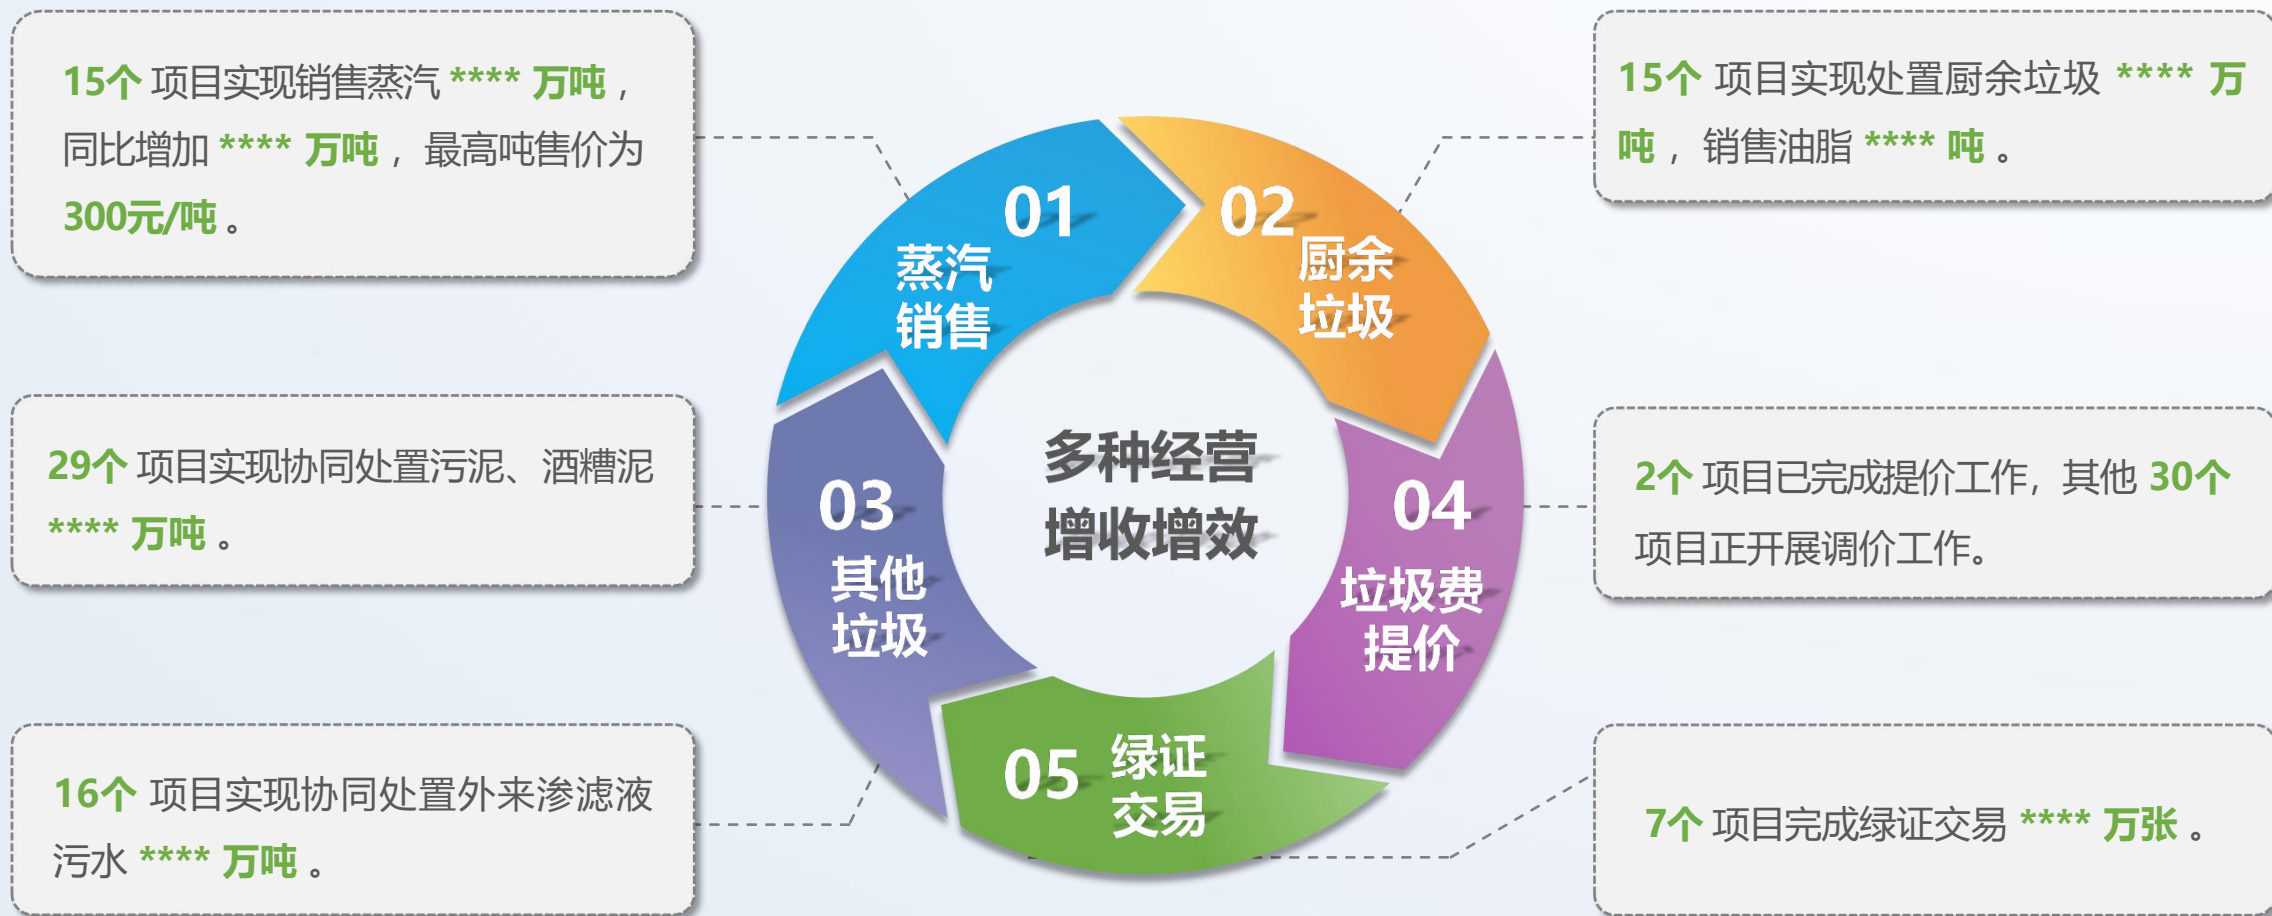 15个 项目实现销售蒸汽 **** 万吨，
同比增加 **** 万吨，最高吨售价为
300元/吨。
15个 项目实现处置厨余垃圾 **** 万
吨，销售油脂 **** 吨。
01
蒸汽
销售
02
厨余
垃圾
多种经营
增收增效
29个 项目实现协同处置污泥、酒糟泥
**** 万吨。
03
其他
垃圾
04
垃圾费
提价
2个 项目已完成提价工作，其他 30个
项目正开展调价工作。
16个 项目实现协同处置外来渗滤液
污水 **** 万吨。
05
绿证
交易
7个 项目完成绿证交易 **** 万张。